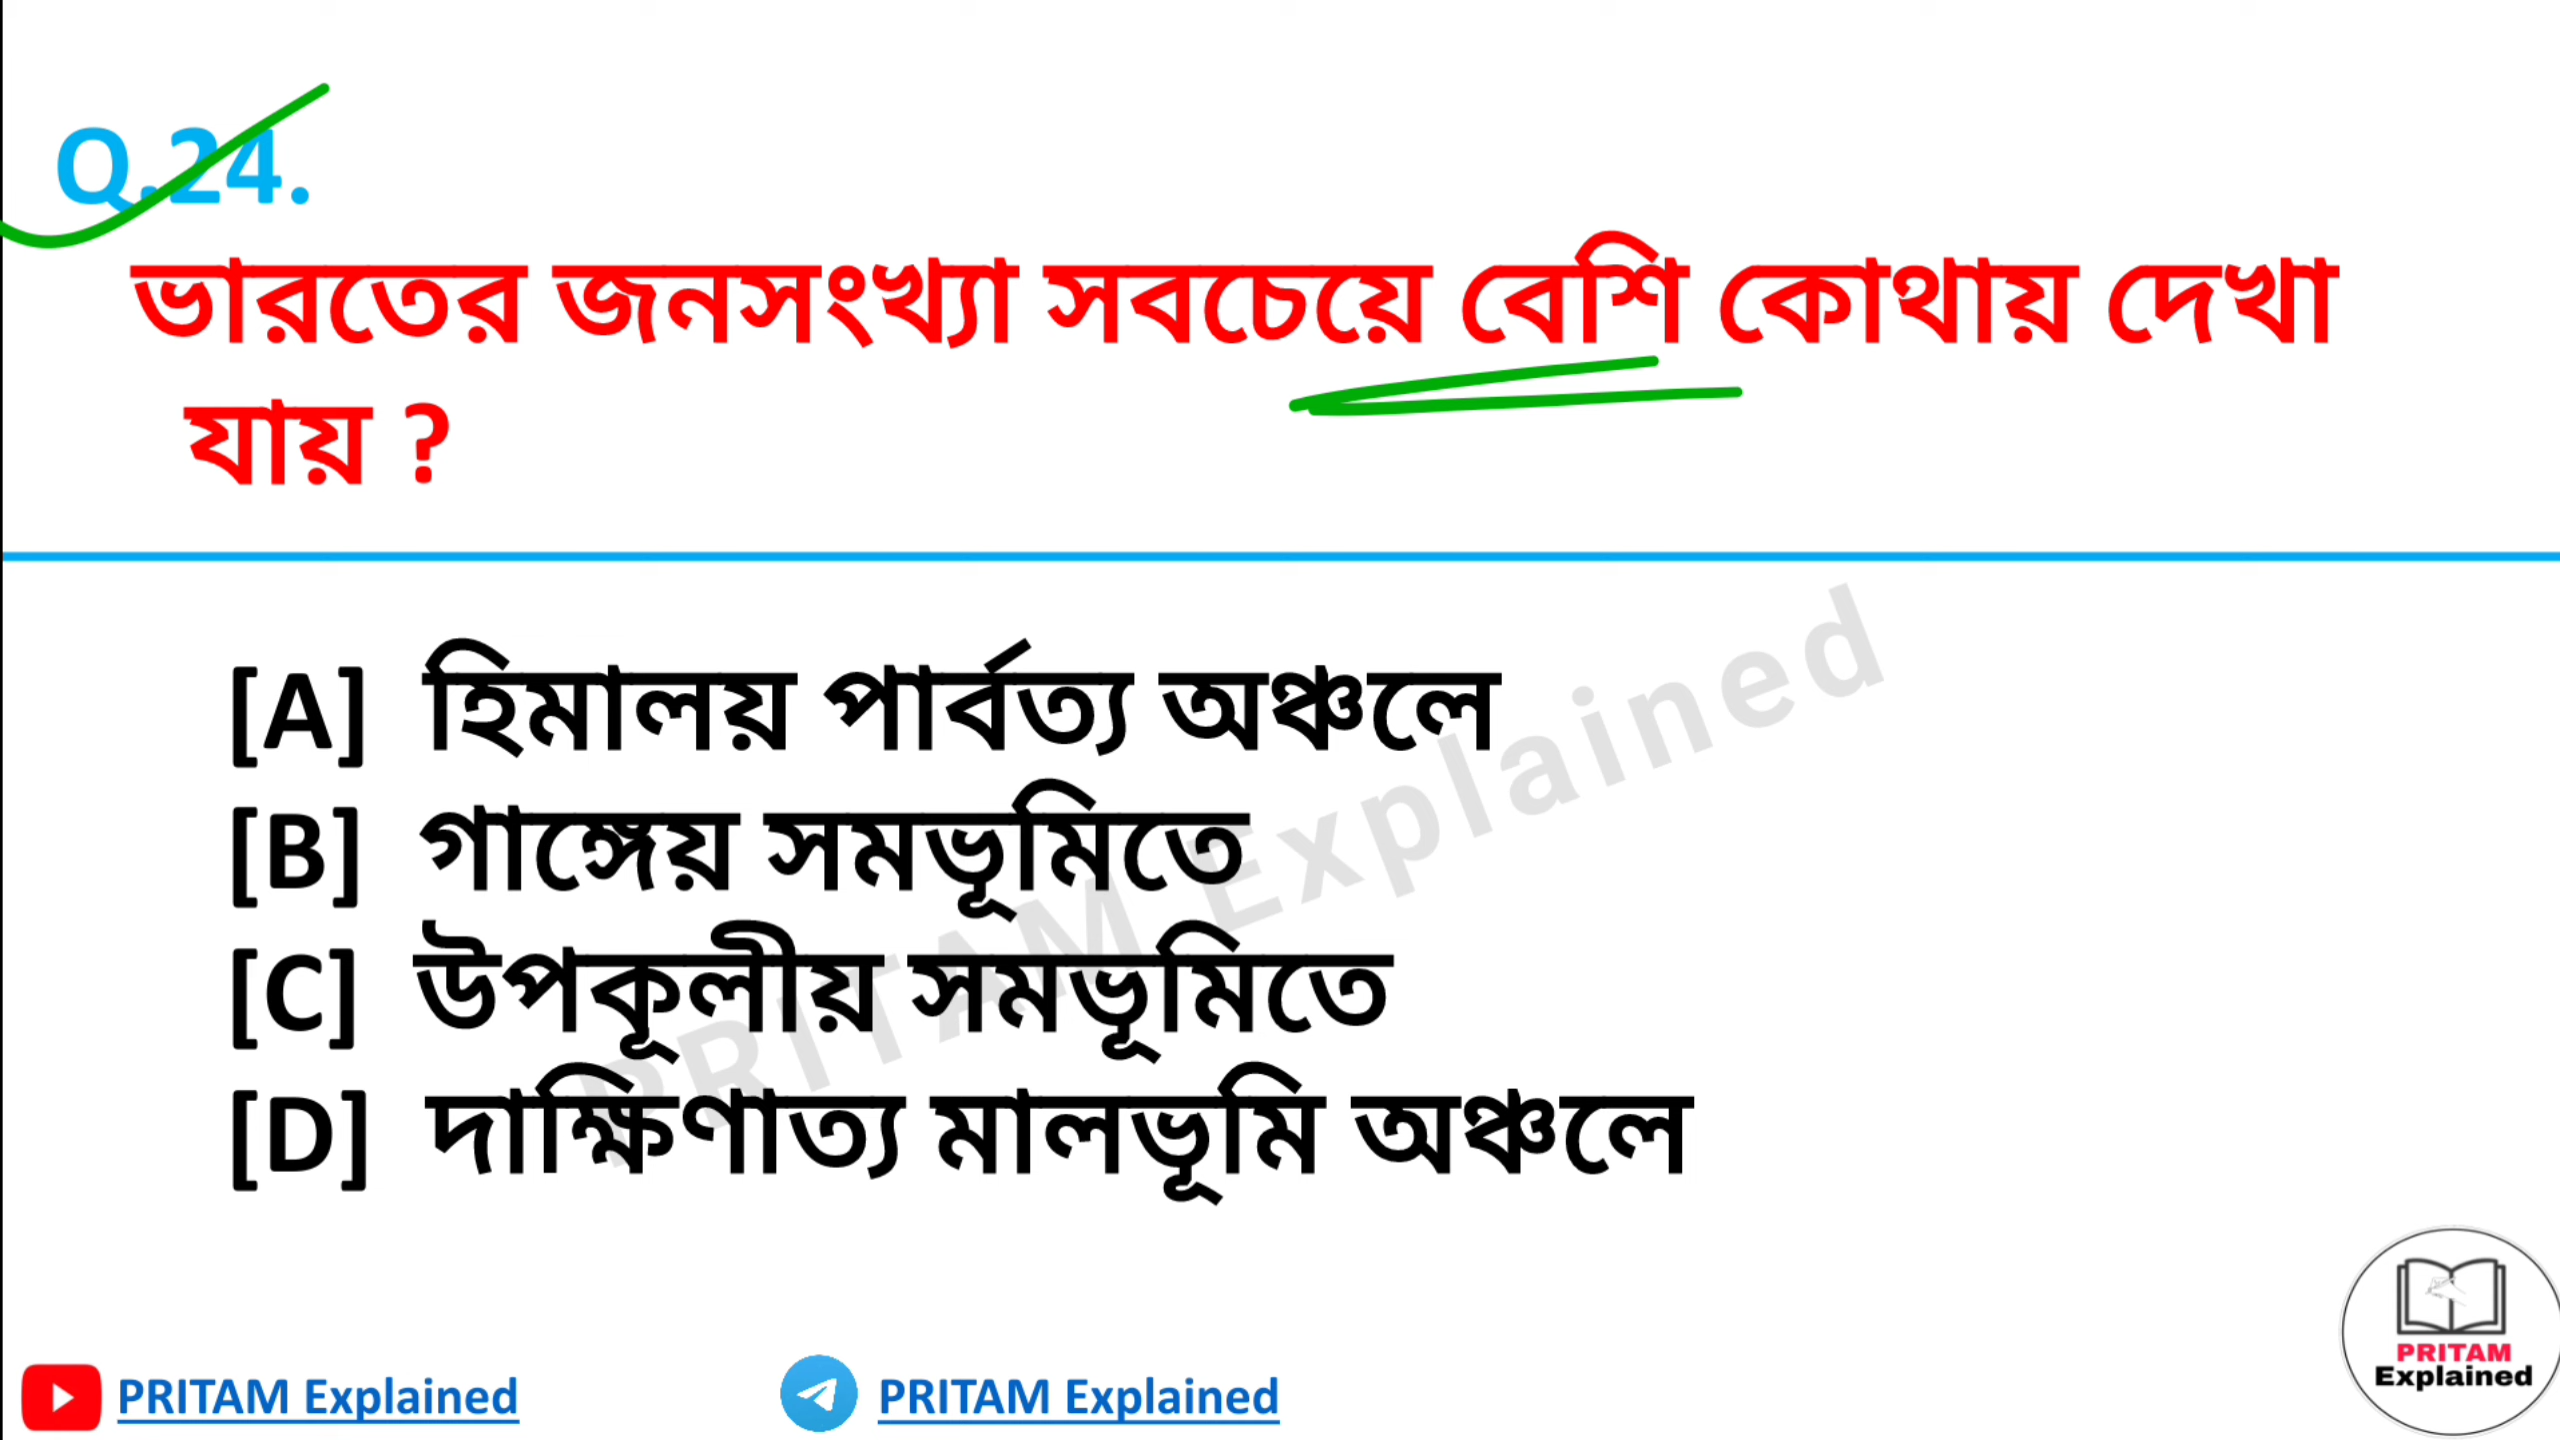 Q.24.
ভারতের জনসংখ্যা সবচেয়ে বেশি কোথায় দেখা
যায় ?
[A] হিমালয় পার্বত্য অঞ্চলে
[B] গাঙ্গেয় সমভূমিতে
[C] উপকূলীয় সমভূমিতে
[D] দাক্ষিণাত্য মালভূমি অঞ্চলে
PRITAM Explained
PRITAM Explained
PRITAM Explained
PRITAM
Explained